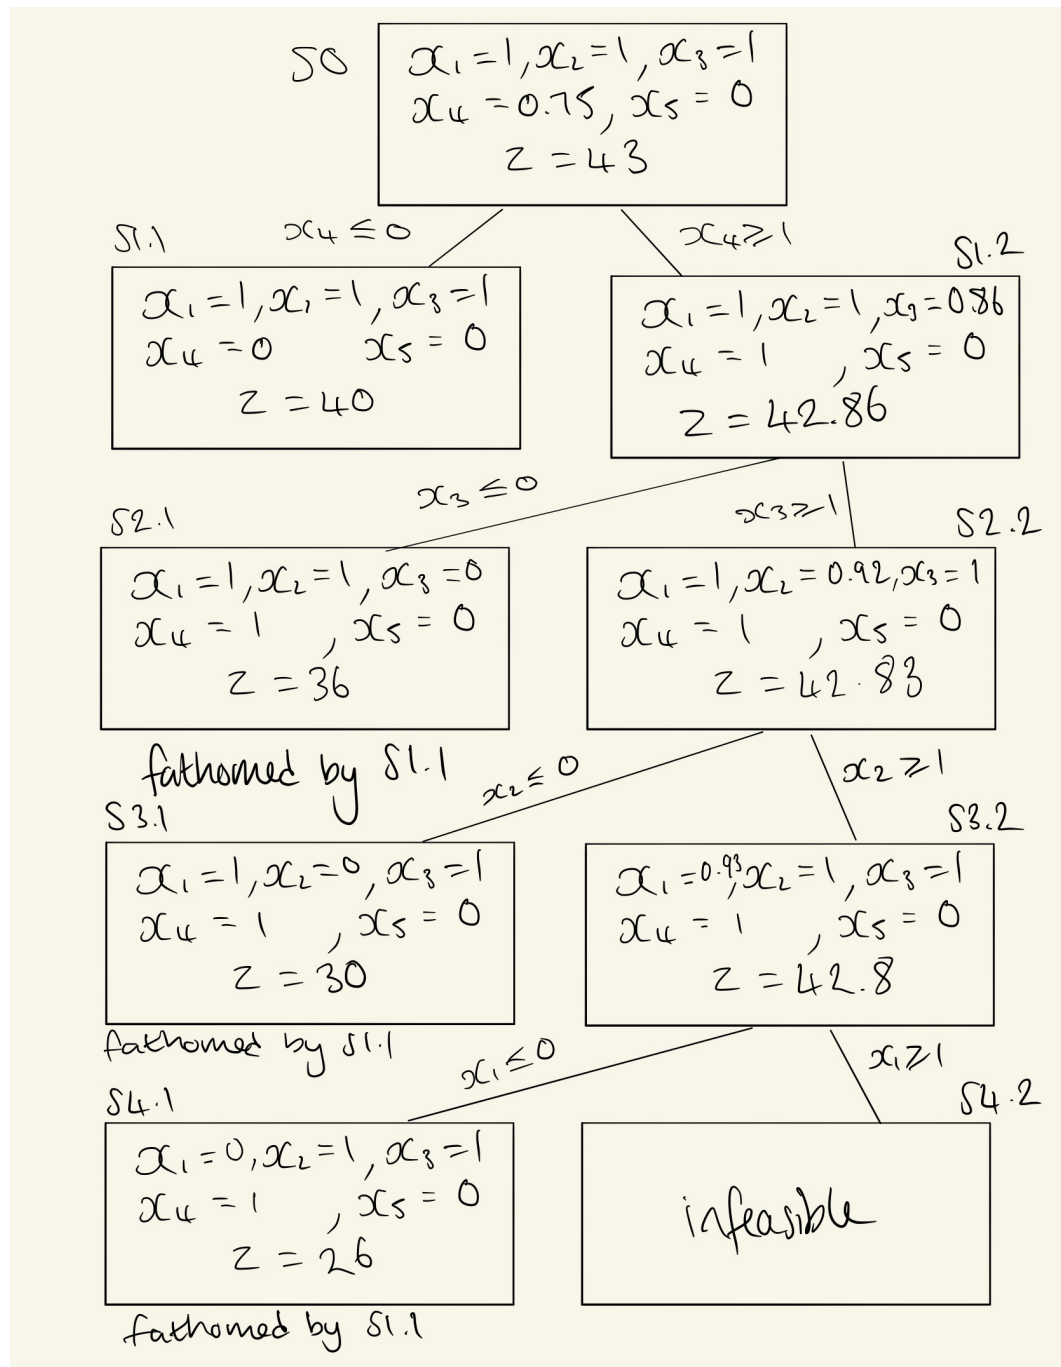 S0
x₁ = 1, x₂ = 1, x₃ = 1
x₄ = 0.75, x₅ = 0
z = 43
x₄ ≤ 0
x₄ ≥ 1
S1.1
x₁ = 1, x₂ = 1, x₃ = 1
x₄ = 0 x₅ = 0
z = 40
S1.2
x₁ = 1, x₂ = 1, x₃ = 0.86
x₄ = 1 , x₅ = 0
z = 42.86
x₃ ≤ 0
x₃ ≥ 1
S2.1
x₁ = 1, x₂ = 1, x₃ = 0
x₄ = 1 , x₅ = 0
z = 36
fathomed by S1.1
S2.2
x₁ = 1, x₂ = 0.92, x₃ = 1
x₄ = 1 , x₅ = 0
z = 42.83
x₂ ≤ 0
x₂ ≥ 1
S3.1
x₁ = 1, x₂ = 0, x₃ = 1
x₄ = 1 , x₅ = 0
z = 30
fathomed by S1.1
S3.2
x₁ = 0.93, x₂ = 1, x₃ = 1
x₄ = 1 , x₅ = 0
z = 42.8
x₁ ≤ 0
x₁ ≥ 1
S4.1
x₁ = 0, x₂ = 1, x₃ = 1
x₄ = 1 , x₅ = 0
z = 26
fathomed by S1.1
S4.2
infeasible